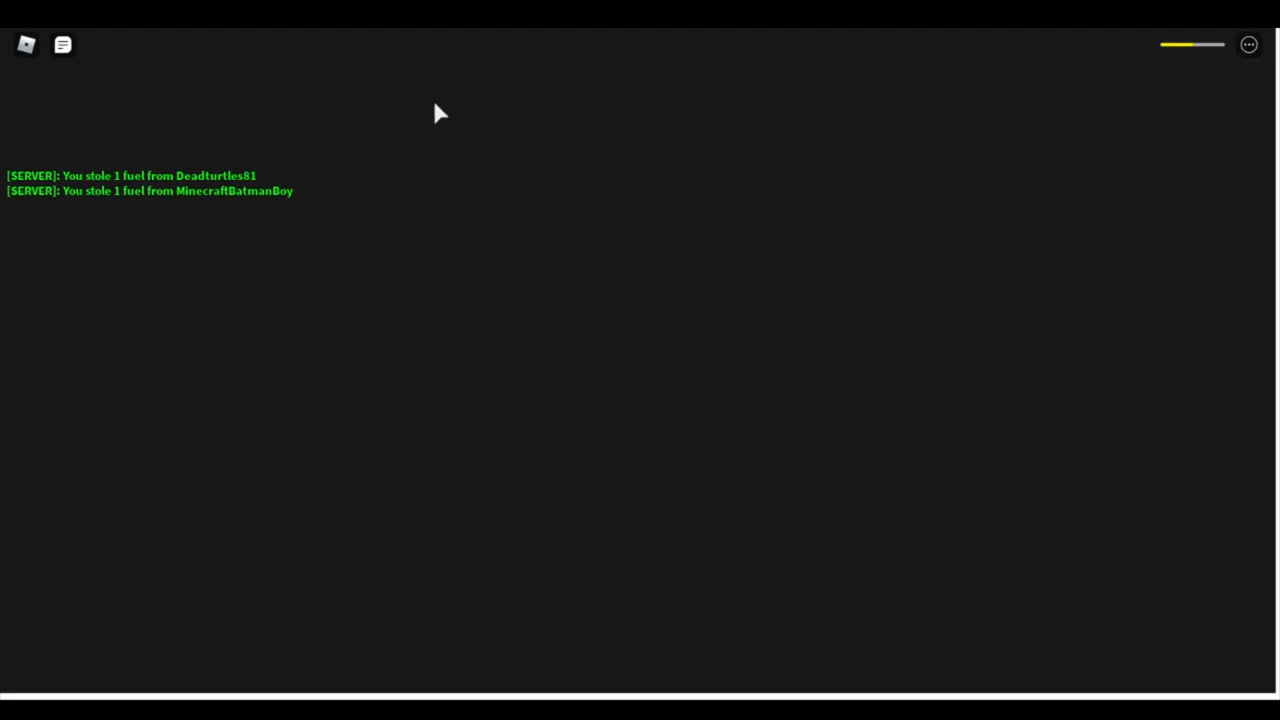 [SERVER]: You stole 1 fuel from Deadturtles81
[SERVER]: You stole 1 fuel from MinecraftBatmanBoy